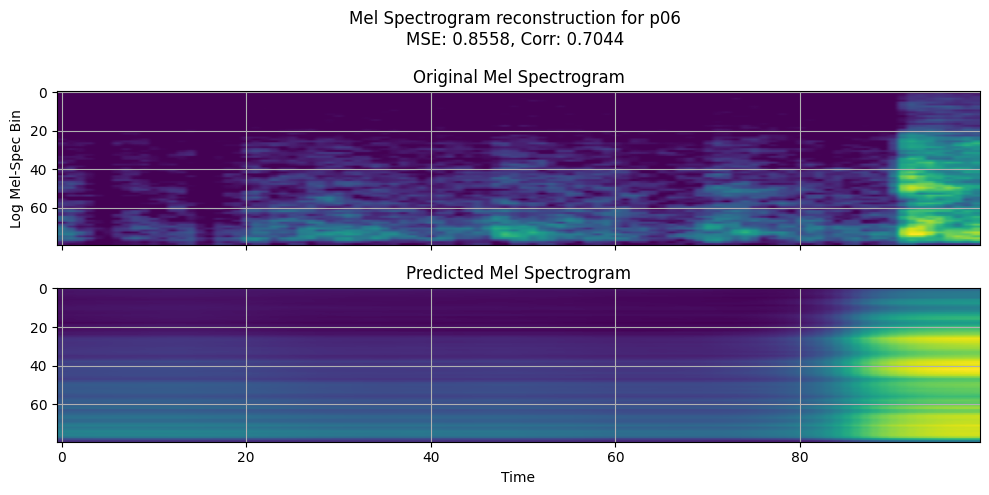 Mel Spectrogram reconstruction for p06
MSE: 0.8558, Corr: 0.7044
Original Mel Spectrogram
0
20
40
60
Log Mel-Spec Bin
Predicted Mel Spectrogram
0
20
40
60
0 20 40 60 80
Time